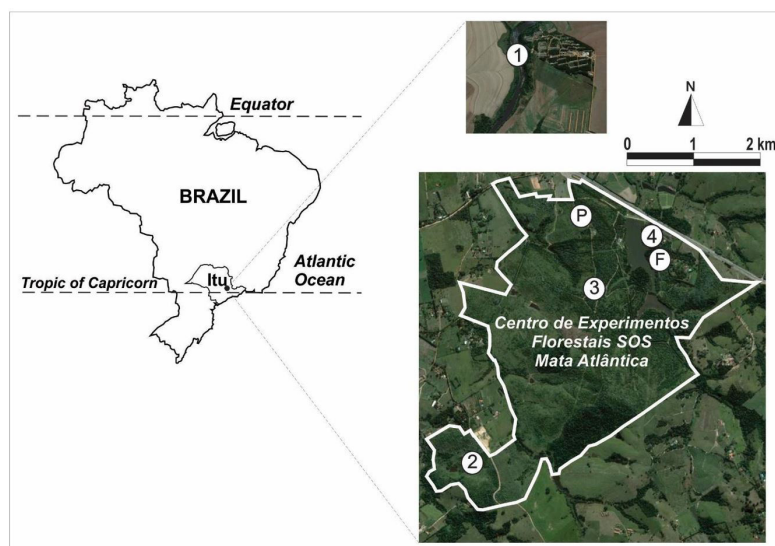 Equator
BRAZIL
Atlantic
Ocean
Tropic of Capricorn
Itu
1
N
0 1 2 km
P
4
F
3
Centro de Experimentos
Florestais SOS
Mata Atlântica
2